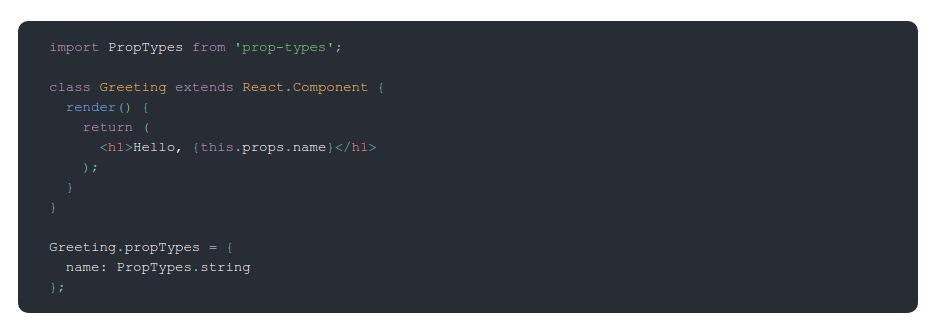 import PropTypes from 'prop-types';

class Greeting extends React.Component {
  render() {
    return (
      <h1>Hello, {this.props.name}</h1>
    );
  }
}

Greeting.propTypes = {
  name: PropTypes.string
};